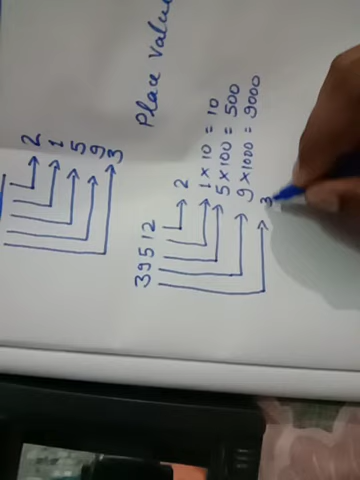 2
1
5
9
3
Place Value
39512
2
1 x 10 = 10
5 x 100 = 500
9 x 1000 = 9000
3